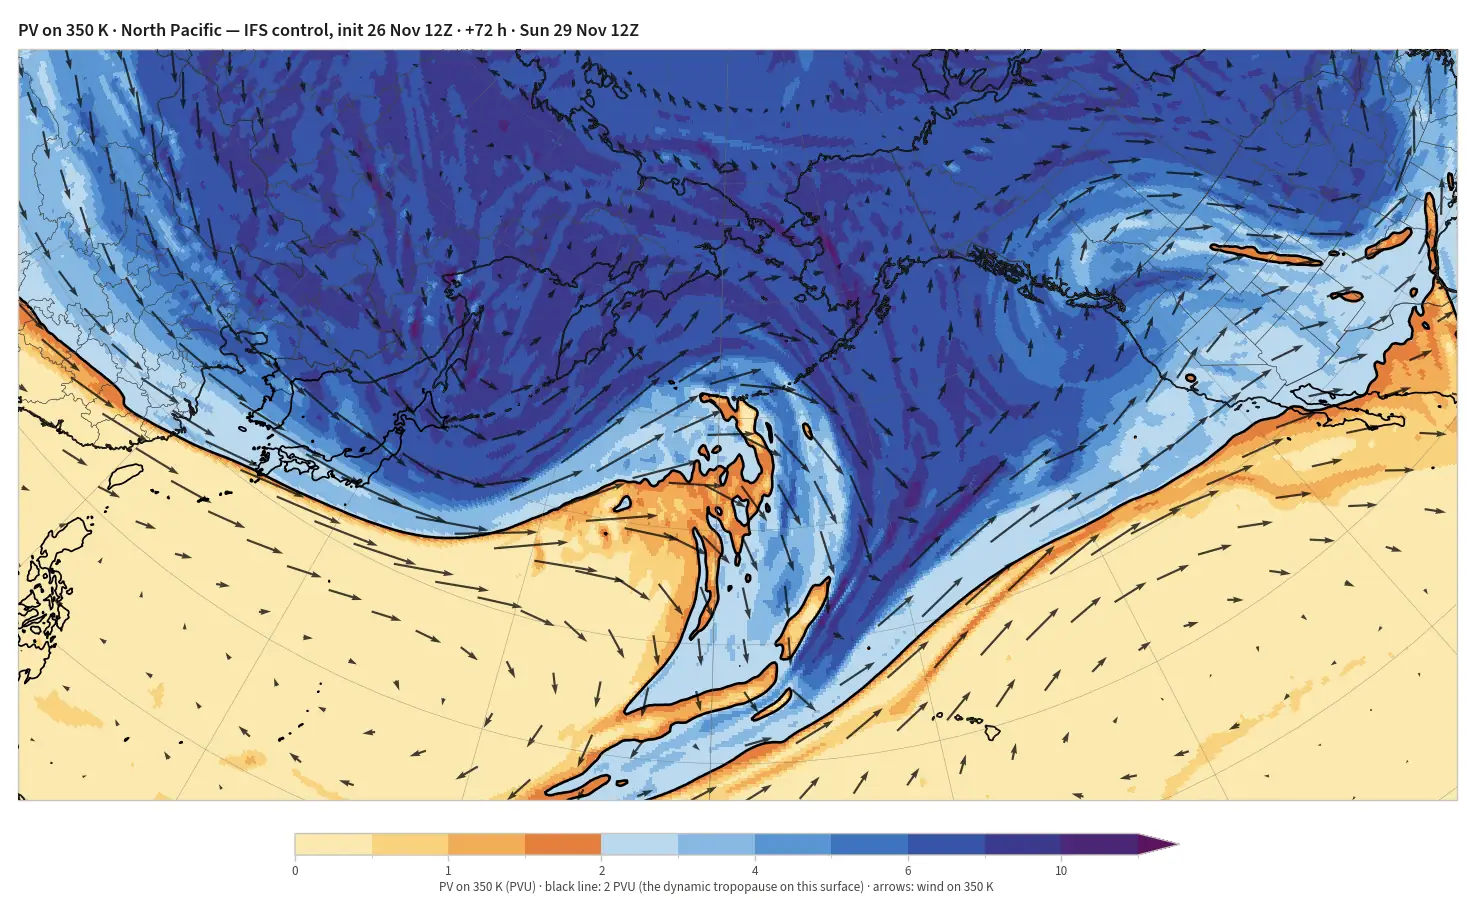 PV on 350 K · North Pacific — IFS control, init 26 Nov 12Z · +72 h · Sun 29 Nov 12Z
0 1 2 4 6 10
PV on 350 K (PVU) · black line: 2 PVU (the dynamic tropopause on this surface) · arrows: wind on 350 K